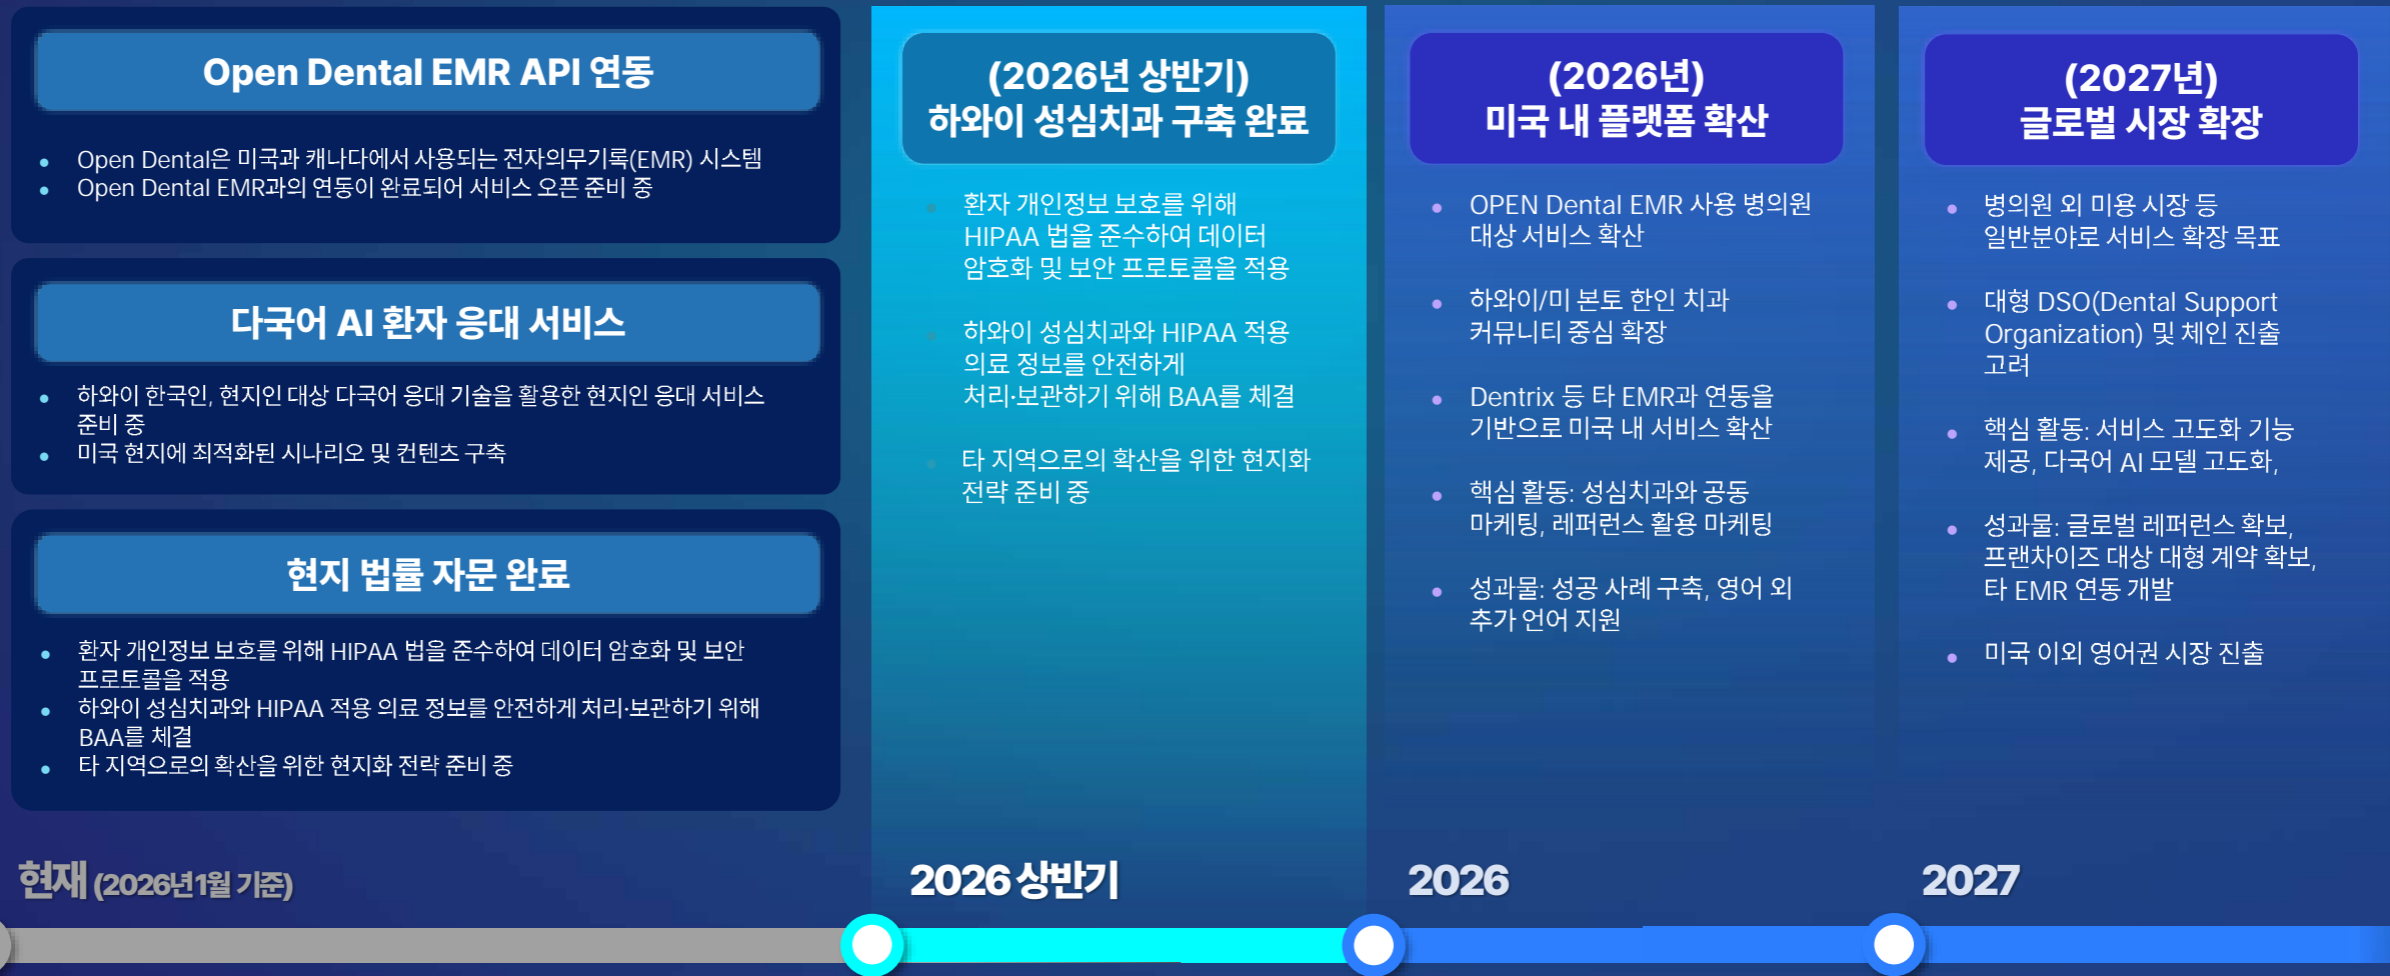 Open Dental EMR API 연동
• Open Dental은 미국과 캐나다에서 사용되는 전자의무기록(EMR) 시스템
• Open Dental EMR과의 연동이 완료되어 서비스 오픈 준비 중
다국어 AI 환자 응대 서비스
• 하와이 한국인, 현지인 대상 다국어 응대 기술을 활용한 현지인 응대 서비스
준비 중
• 미국 현지에 최적화된 시나리오 및 컨텐츠 구축
현지 법률 자문 완료
• 환자 개인정보 보호를 위해 HIPAA 법을 준수하여 데이터 암호화 및 보안
프로토콜을 적용
• 하와이 성심치과와 HIPAA 적용 의료 정보를 안전하게 처리·보관하기 위해
BAA를 체결
• 타 지역으로의 확산을 위한 현지화 전략 준비 중
현재 (2026년 1월 기준)
(2026년 상반기)
하와이 성심치과 구축 완료
• 환자 개인정보 보호를 위해
HIPAA 법을 준수하여 데이터
암호화 및 보안 프로토콜을 적용
• 하와이 성심치과와 HIPAA 적용
의료 정보를 안전하게
처리·보관하기 위해 BAA를 체결
• 타 지역으로의 확산을 위한 현지화
전략 준비 중
2026 상반기
(2026년)
미국 내 플랫폼 확산
• OPEN Dental EMR 사용 병의원
대상 서비스 확산
• 하와이/미 본토 한인 치과
커뮤니티 중심 확장
• Dentrix 등 타 EMR과 연동을
기반으로 미국 내 서비스 확산
• 핵심 활동: 성심치과와 공동
마케팅, 레퍼런스 활용 마케팅
• 성과물: 성공 사례 구축, 영어 외
추가 언어 지원
2026
(2027년)
글로벌 시장 확장
• 병의원 외 미용 시장 등
일반분야로 서비스 확장 목표
• 대형 DSO(Dental Support
Organization) 및 체인 진출
고려
• 핵심 활동: 서비스 고도화 기능
제공, 다국어 AI 모델 고도화,
• 성과물: 글로벌 레퍼런스 확보,
프랜차이즈 대상 대형 계약 확보,
타 EMR 연동 개발
• 미국 이외 영어권 시장 진출
2027